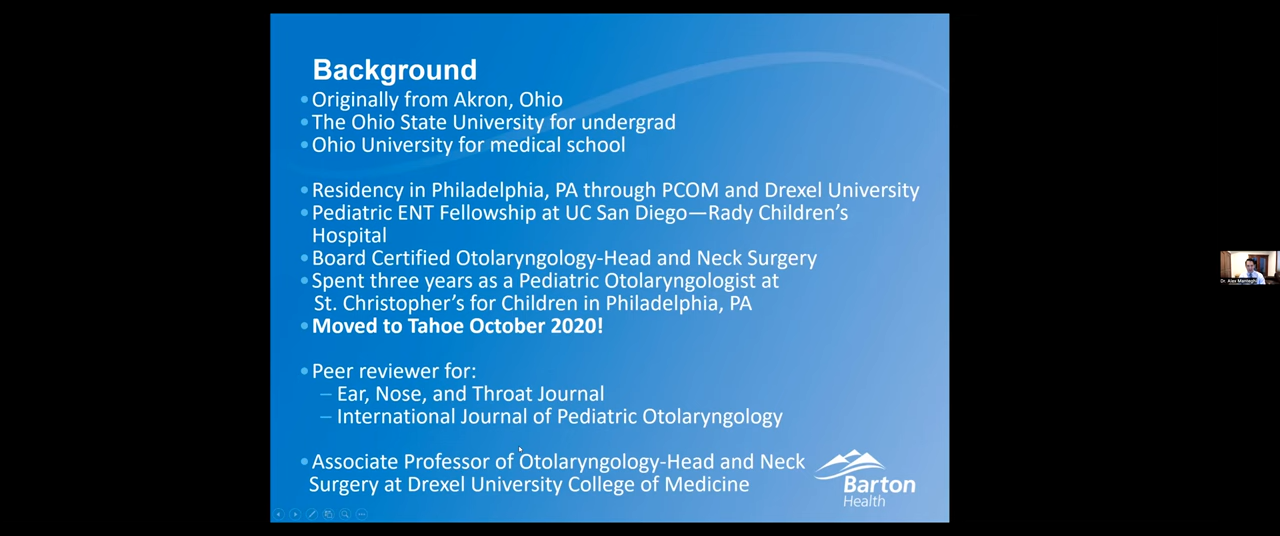 Background
• Originally from Akron, Ohio
• The Ohio State University for undergrad
• Ohio University for medical school
• Residency in Philadelphia, PA through PCOM and Drexel University
• Pediatric ENT Fellowship at UC San Diego—Rady Children's
Hospital
• Board Certified Otolaryngology-Head and Neck Surgery
• Spent three years as a Pediatric Otolaryngologist at
St. Christopher's for Children in Philadelphia, PA
• Moved to Tahoe October 2020!
• Peer reviewer for:
– Ear, Nose, and Throat Journal
– International Journal of Pediatric Otolaryngology
• Associate Professor of Otolaryngology-Head and Neck
Surgery at Drexel University College of Medicine
Barton
Health
Dr. Alex